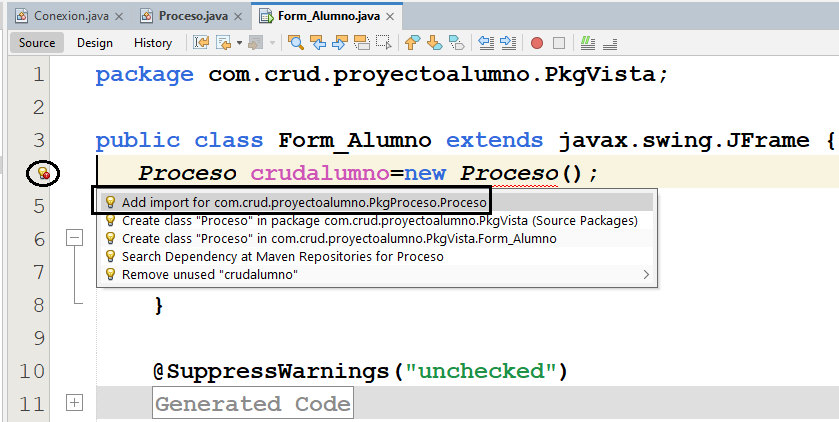 Conexion.java Proceso.java Form_Alumno.java
Source Design History
1 package com.crud.proyectoalumno.PkgVista;
2
3 public class Form_Alumno extends javax.swing.JFrame {
Proceso crudalumno=new Proceso();
Add import for com.crud.proyectoalumno.PkgProceso.Proceso
5
Create class "Proceso" in package com.crud.proyectoalumno.PkgVista (Source Packages)
6 Create class "Proceso" in com.crud.proyectoalumno.PkgVista.Form_Alumno
Search Dependency at Maven Repositories for Proceso
7 Remove unused "crudalumno"
8 }
9
10 @SuppressWarnings("unchecked")
11 Generated Code